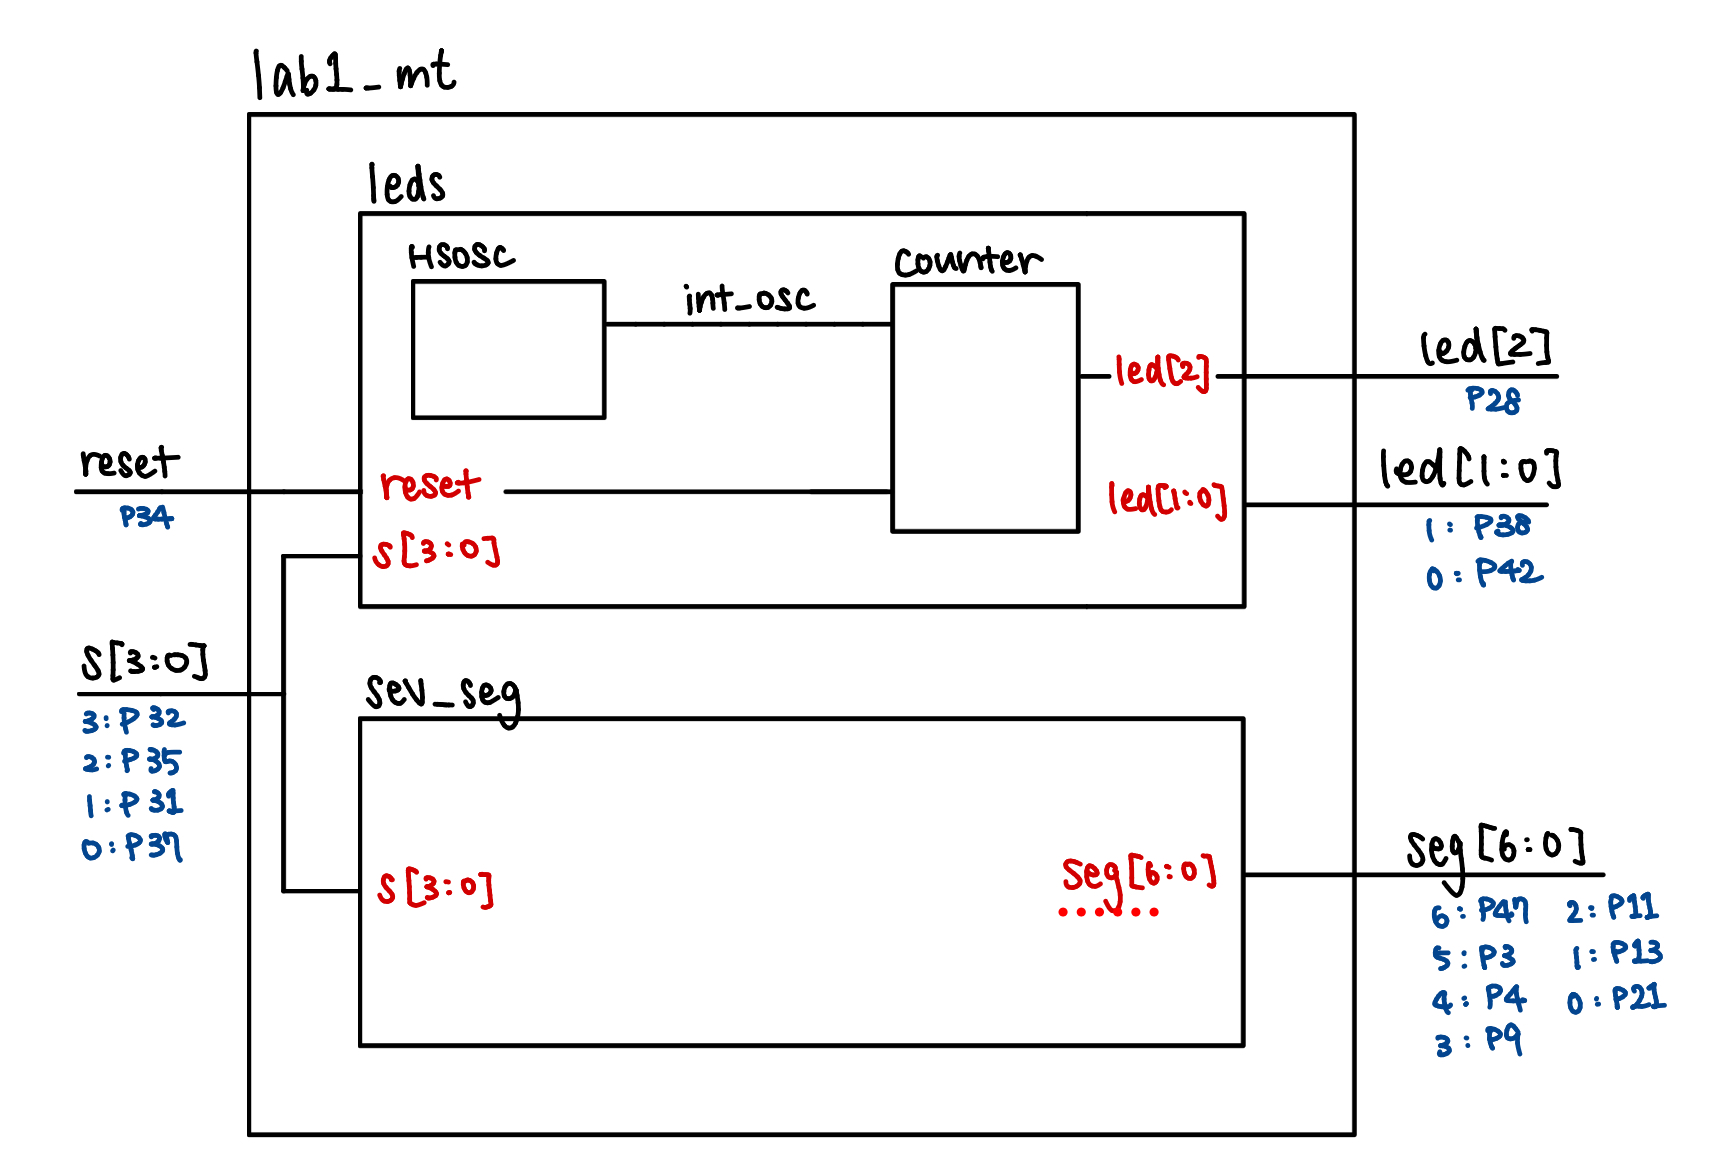 lab1_mt
leds
HSOSC
int_osc
Counter
led[2]
led[2]
P28
reset
P34
reset
led[1:0]
led[1:0]
1: P38
0: P42
S[3:0]
S[3:0]
3:P32
2:P35
1:P31
0:P37
sev_seg
S[3:0]
seg[6:0]
seg[6:0]
6: P47 2: P11
5: P3 1: P13
4: P4 0: P21
3: P9